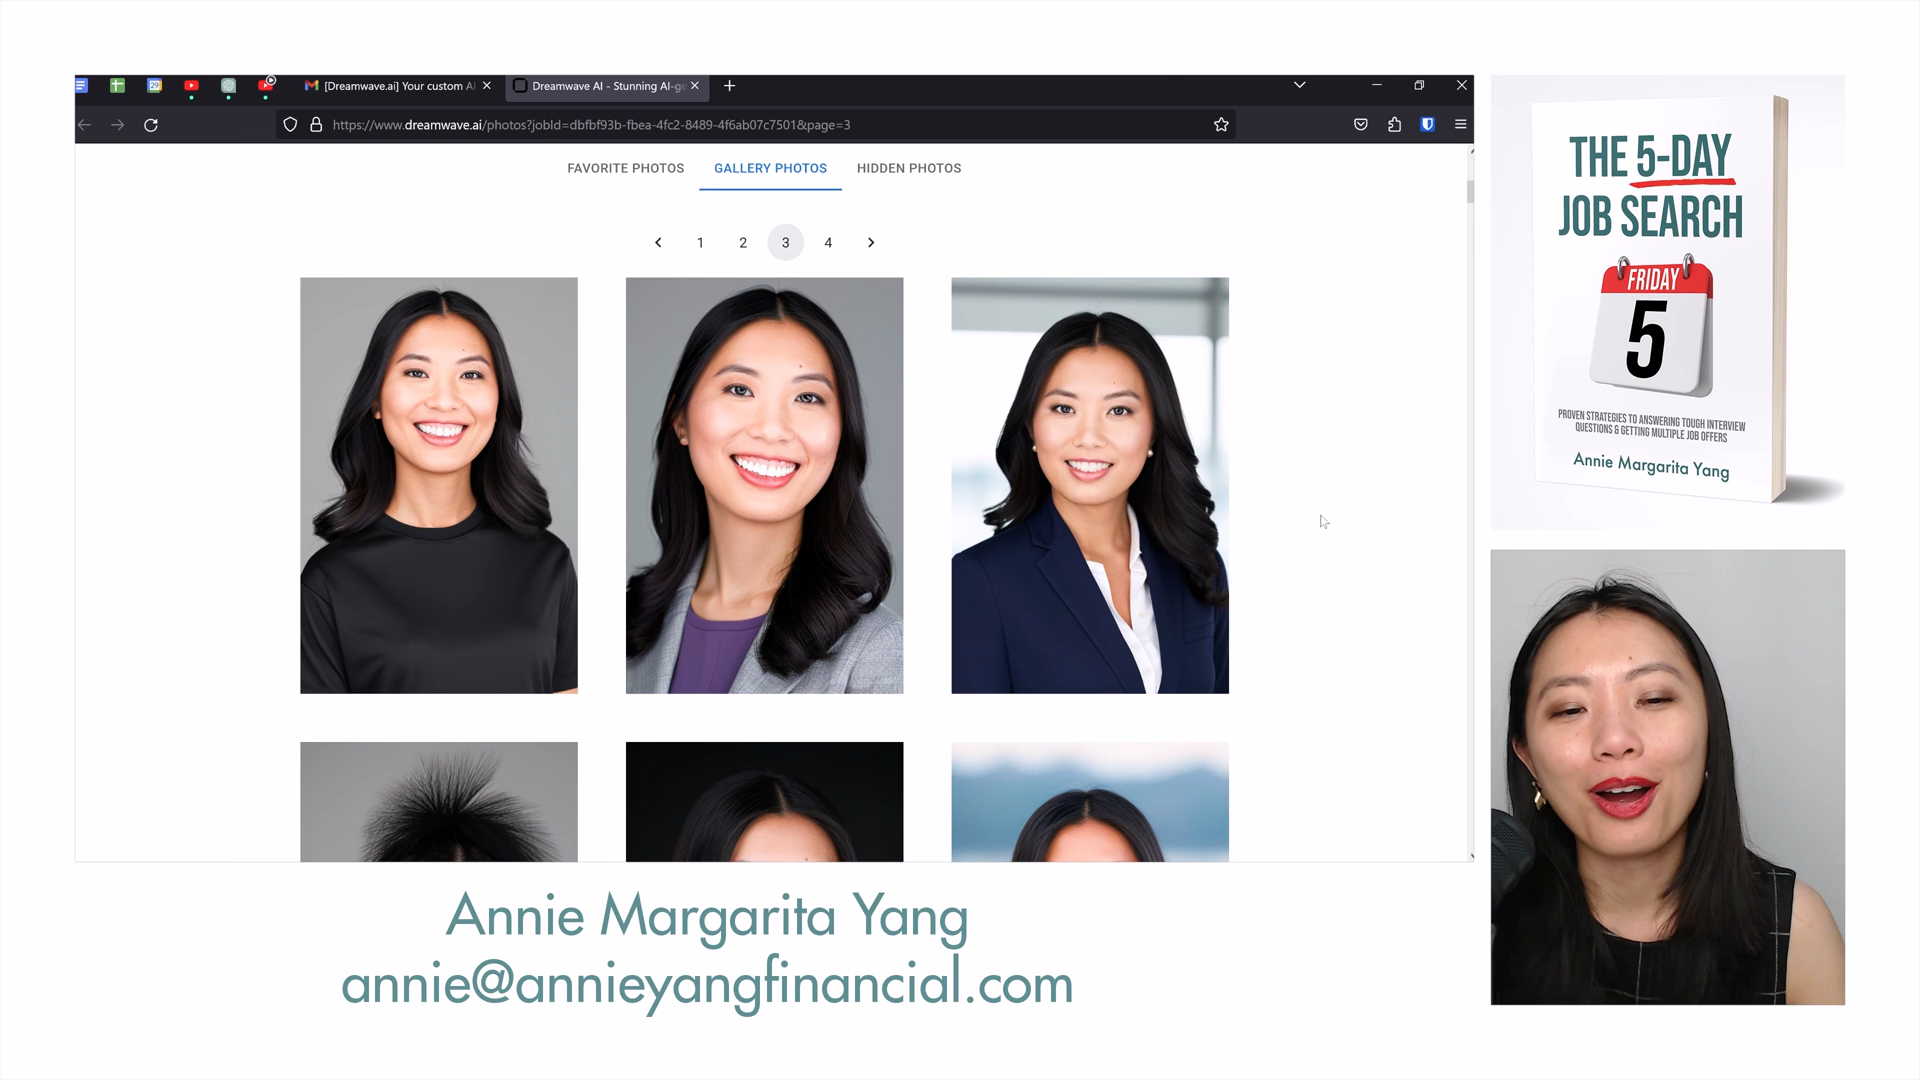 [Dreamwave.ai] Your custom AI
Dreamwave AI - Stunning AI-ge
https://www.dreamwave.ai/photos?jobId=dbfbf93b-fbea-4fc2-8489-4f6ab07c7501&page=3
FAVORITE PHOTOS
GALLERY PHOTOS
HIDDEN PHOTOS
1
2
3
4
THE 5-DAY
JOB SEARCH
FRIDAY
5
PROVEN STRATEGIES TO ANSWERING TOUGH INTERVIEW
QUESTIONS & GETTING MULTIPLE JOB OFFERS
Annie Margarita Yang
Annie Margarita Yang
annie@annieyangfinancial.com